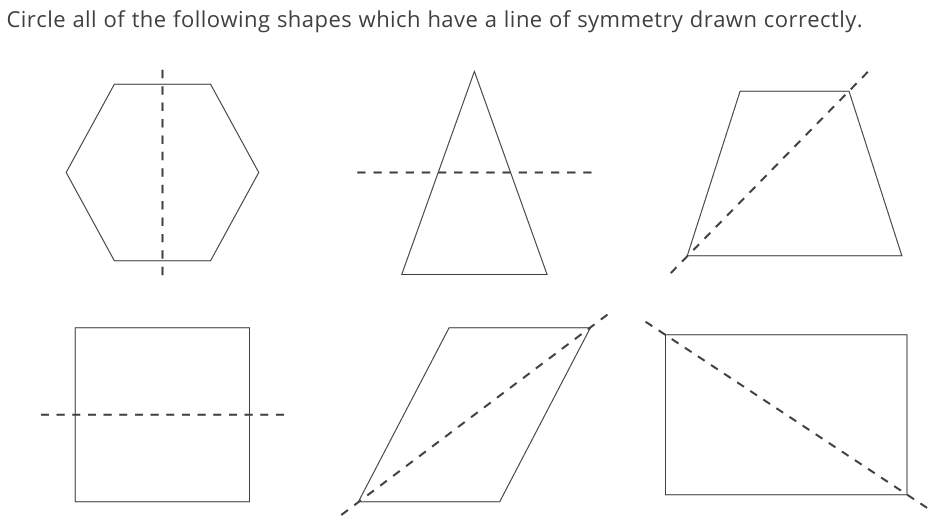 Circle all of the following shapes which have a line of symmetry drawn correctly.